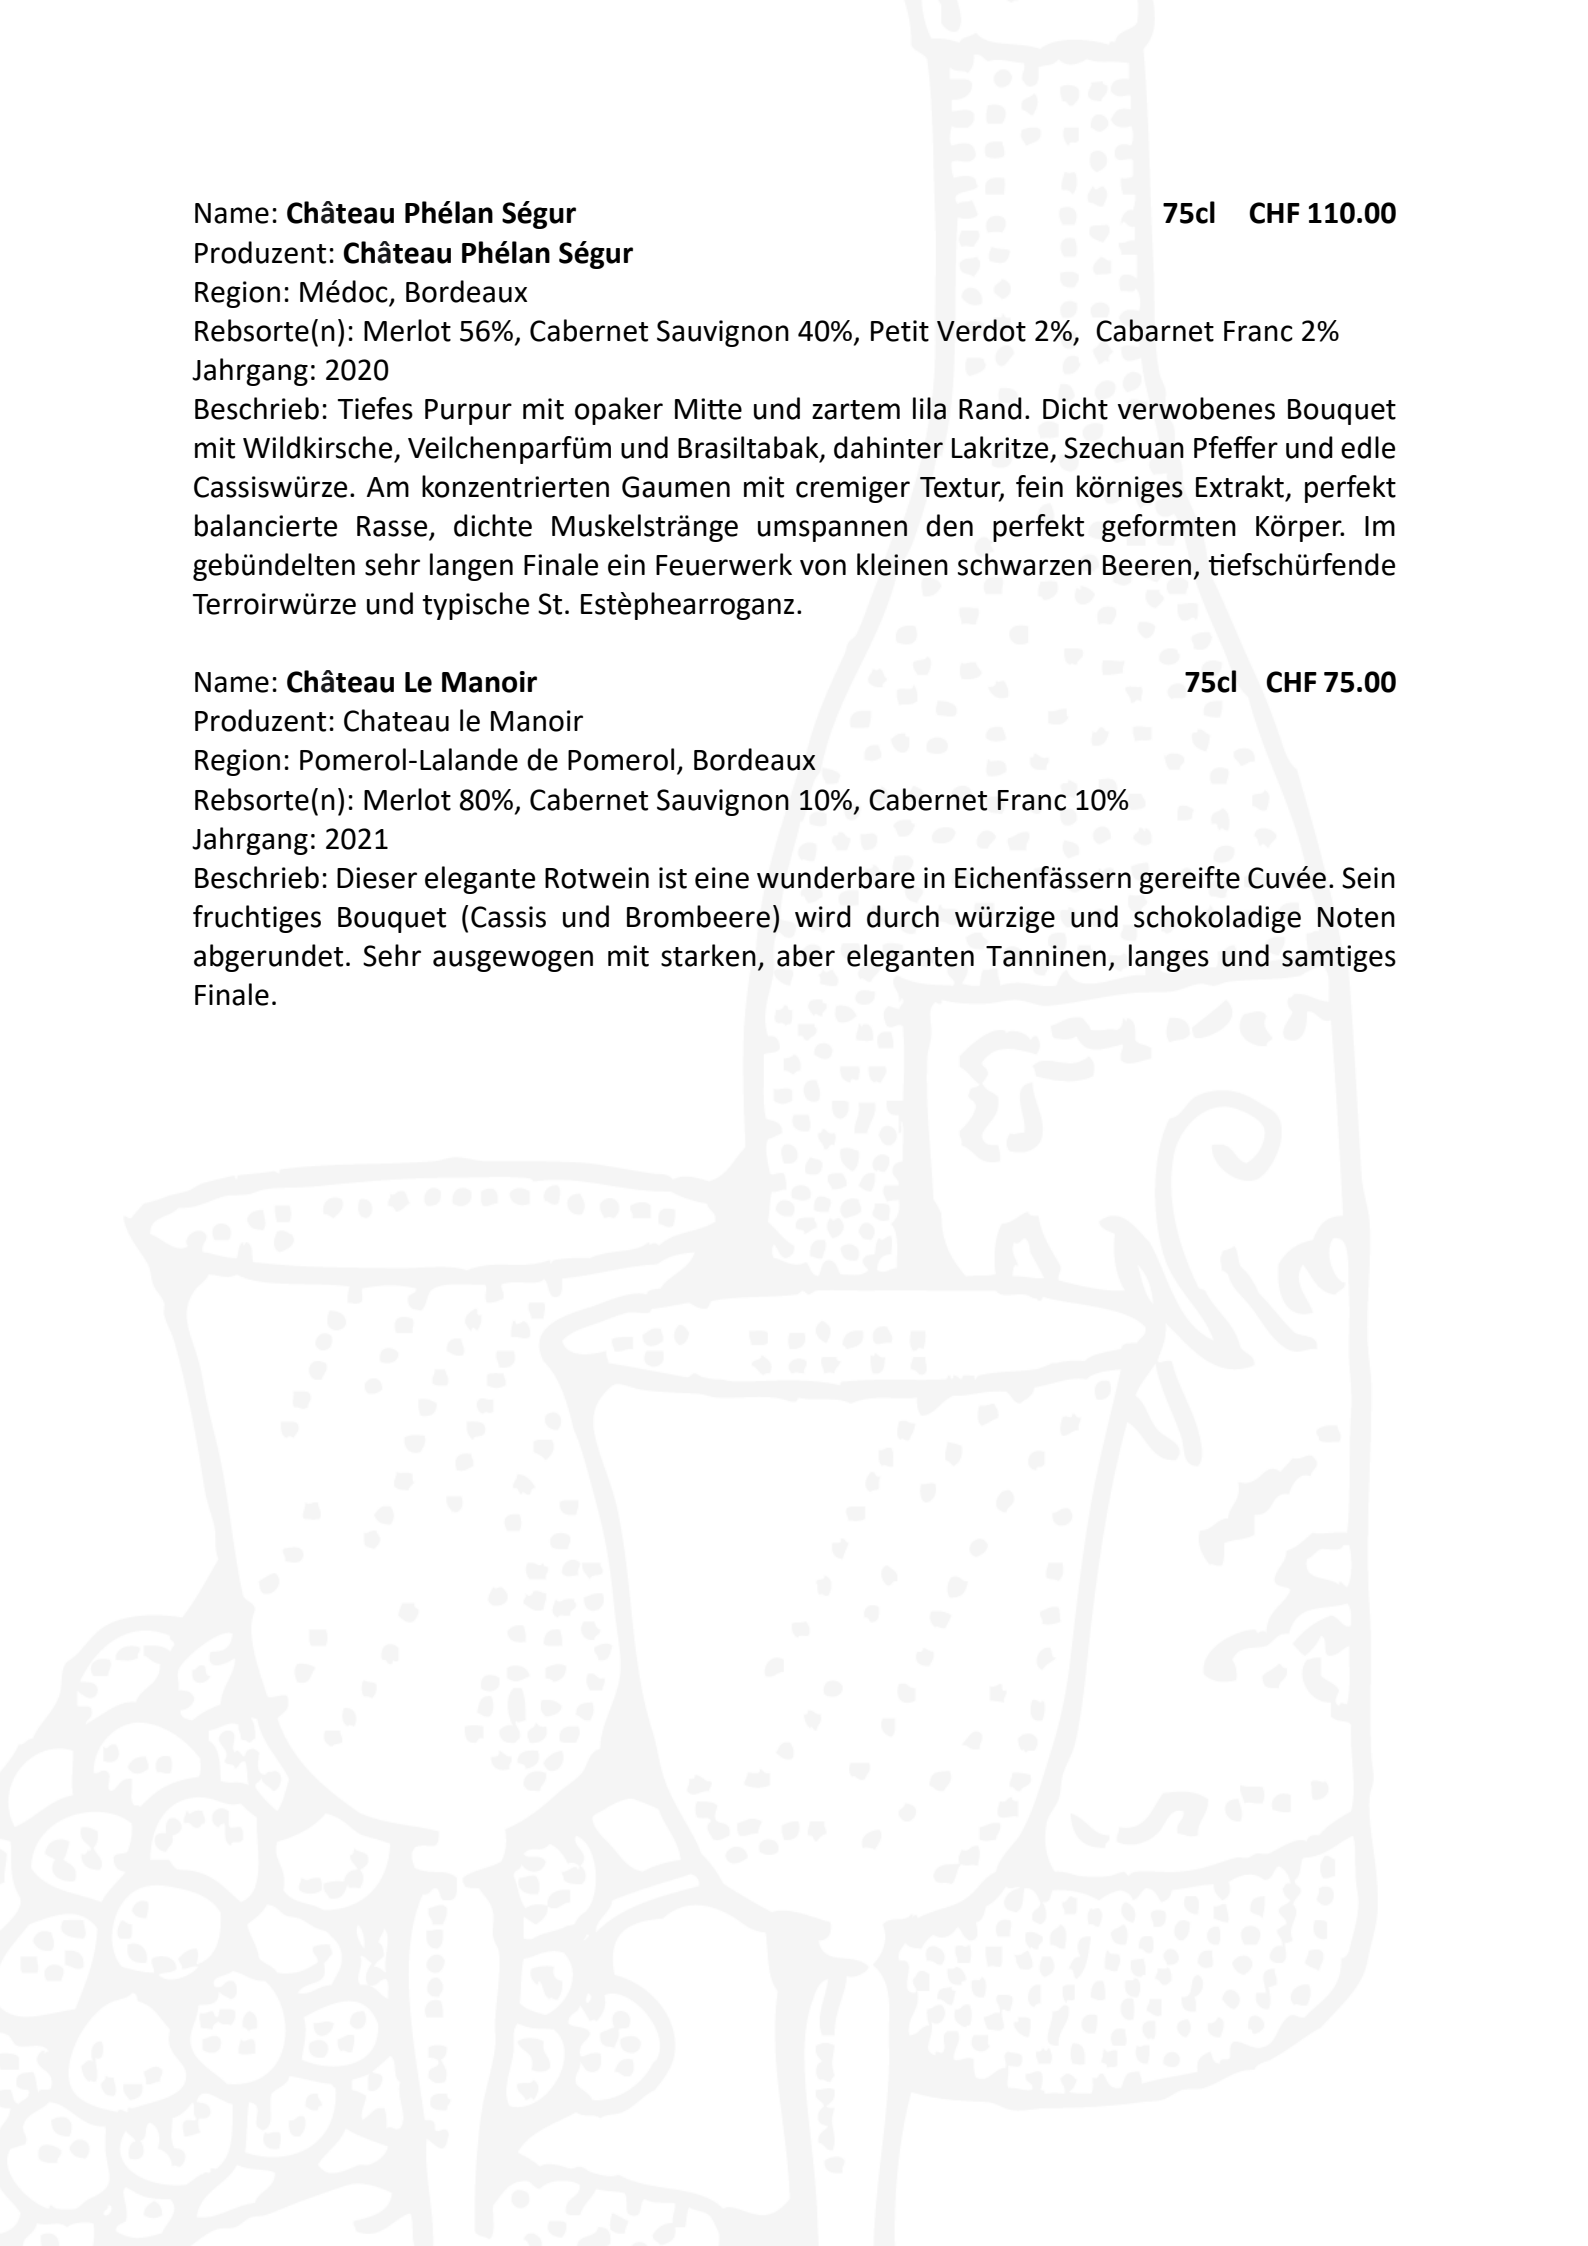 Name: Château Phélan Ségur 75cl CHF 110.00
Produzent: Château Phélan Ségur
Region: Médoc, Bordeaux
Rebsorte(n): Merlot 56%, Cabernet Sauvignon 40%, Petit Verdot 2%,  Cabarnet Franc 2%
Jahrgang: 2020
Beschrieb: Tiefes Purpur mit opaker Mitte und zartem lila Rand. Dicht verwobenes Bouquet
mit Wildkirsche, Veilchenparfüm und Brasiltabak, dahinter Lakritze, Szechuan Pfeffer und edle
Cassiswürze. Am konzentrierten Gaumen mit cremiger Textur, fein körniges Extrakt, perfekt
balancierte Rasse, dichte Muskelstränge umspannen den perfekt geformten Körper. Im
gebündelten sehr langen Finale ein Feuerwerk von kleinen schwarzen Beeren, tiefschürfende
Terroirwürze und typische St. Estèphearroganz.
Name: Château Le Manoir 75cl CHF 75.00
Produzent: Chateau le Manoir
Region: Pomerol-Lalande de Pomerol, Bordeaux
Rebsorte(n): Merlot 80%, Cabernet Sauvignon 10%, Cabernet Franc 10%
Jahrgang: 2021
Beschrieb: Dieser elegante Rotwein ist eine wunderbare in Eichenfässern gereifte Cuvée. Sein
fruchtiges Bouquet (Cassis und Brombeere) wird durch würzige und schokoladige Noten
abgerundet. Sehr ausgewogen mit starken, aber eleganten Tanninen, langes und samtiges
Finale.